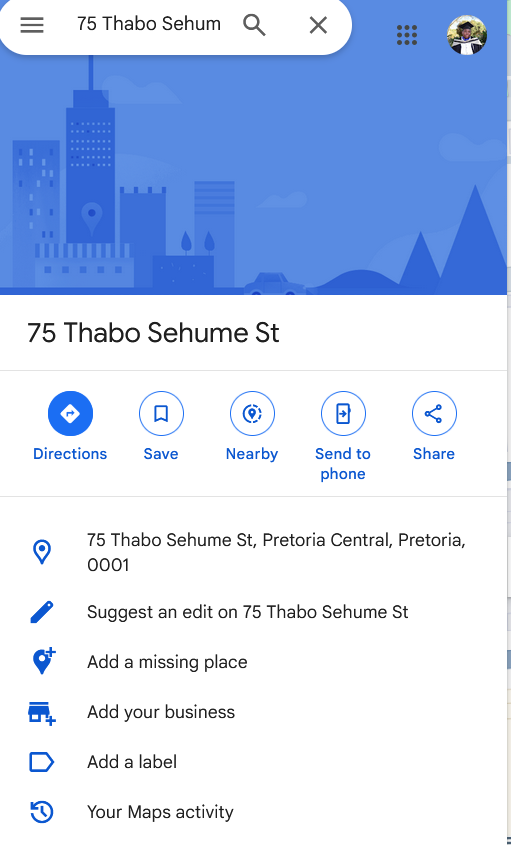 75 Thabo Sehum
75 Thabo Sehume St
Directions
Save
Nearby
Send to
phone
Share
75 Thabo Sehume St, Pretoria Central, Pretoria,
0001
Suggest an edit on 75 Thabo Sehume St
Add a missing place
Add your business
Add a label
Your Maps activity